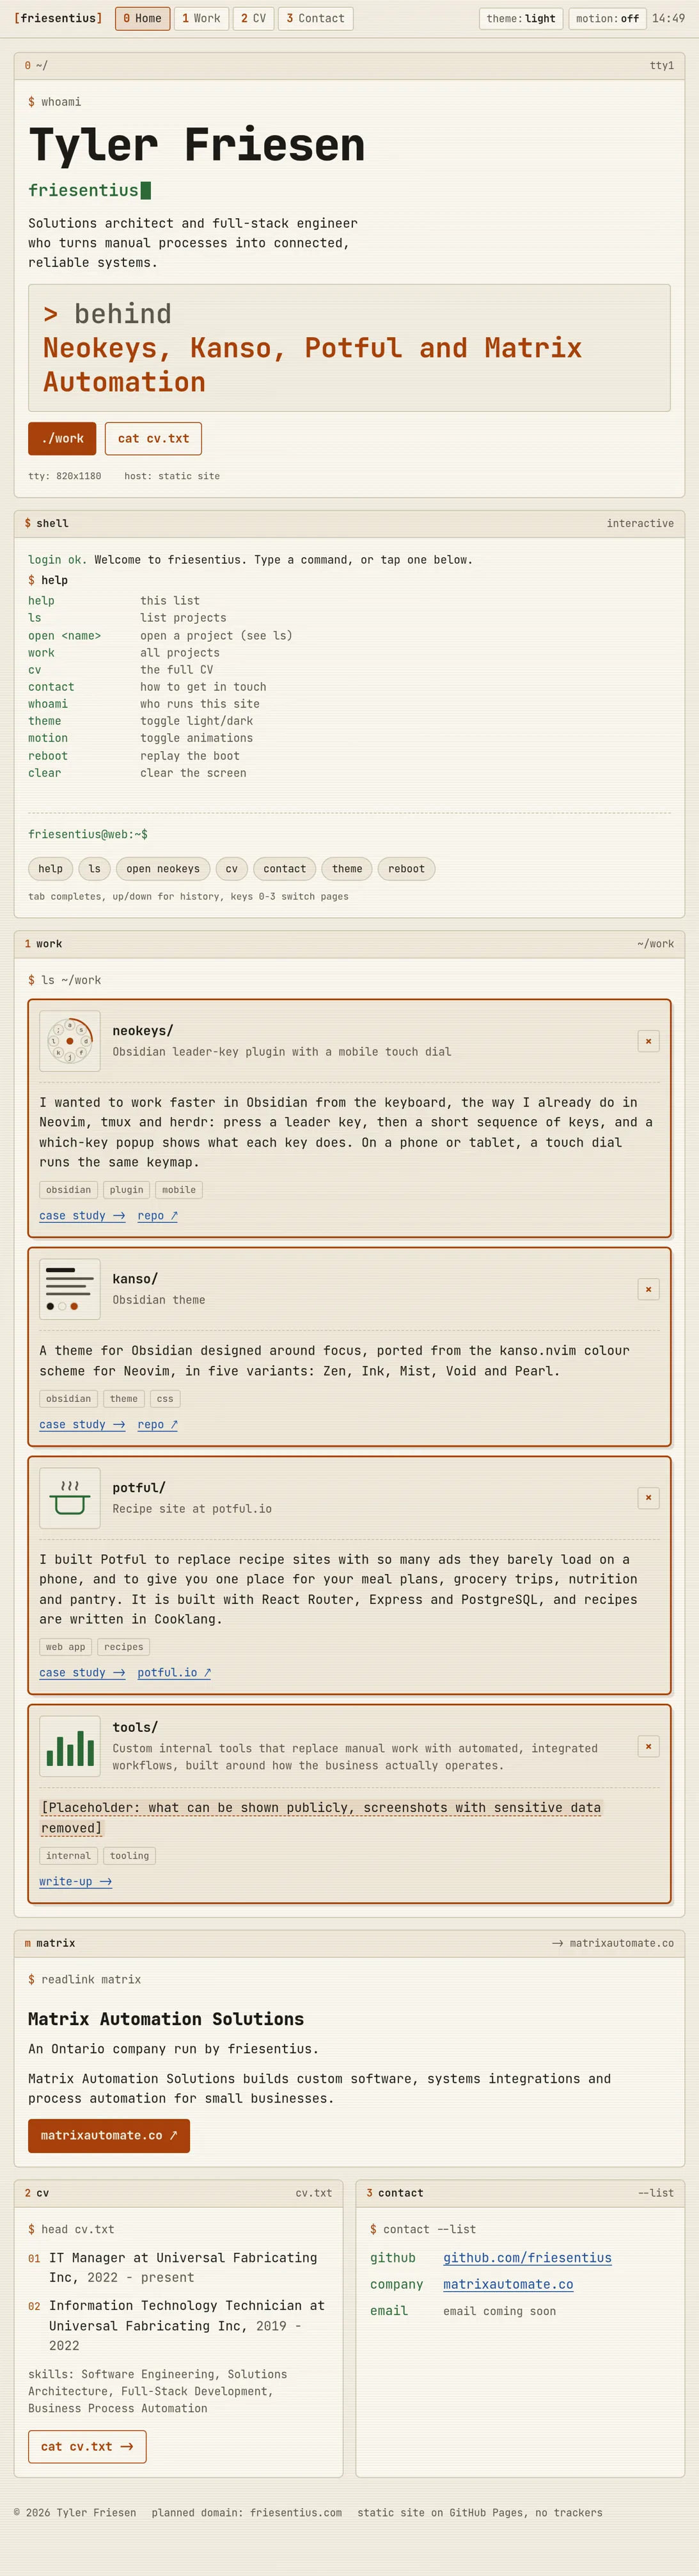 [friesentius] 0 Home 1 Work 2 CV 3 Contact theme:light motion:off 14:49
0 ~/ tty1
$ whoami
Tyler Friesen
friesentius
Solutions architect and full-stack engineer
who turns manual processes into connected,
reliable systems.
> behind
Neokeys, Kanso, Potful and Matrix
Automation
./work cat cv.txt
tty: 820x1180 host: static site
$ shell interactive
login ok. Welcome to friesentius. Type a command, or tap one below.
$ help
help this list
ls list projects
open <name> open a project (see ls)
work all projects
cv the full CV
contact how to get in touch
whoami who runs this site
theme toggle light/dark
motion toggle animations
reboot replay the boot
clear clear the screen
friesentius@web:~$
help ls open neokeys cv contact theme reboot
tab completes, up/down for history, keys 0-3 switch pages
1 work ~/work
$ ls ~/work
neokeys/
Obsidian leader-key plugin with a mobile touch dial
×
I wanted to work faster in Obsidian from the keyboard, the way I already do in
Neovim, tmux and herdr: press a leader key, then a short sequence of keys, and a
which-key popup shows what each key does. On a phone or tablet, a touch dial
runs the same keymap.
obsidian plugin mobile
case study → repo ↗
kanso/
Obsidian theme
×
A theme for Obsidian designed around focus, ported from the kanso.nvim colour
scheme for Neovim, in five variants: Zen, Ink, Mist, Void and Pearl.
obsidian theme css
case study → repo ↗
potful/
Recipe site at potful.io
×
I built Potful to replace recipe sites with so many ads they barely load on a
phone, and to give you one place for your meal plans, grocery trips, nutrition
and pantry. It is built with React Router, Express and PostgreSQL, and recipes
are written in Cooklang.
web app recipes
case study → potful.io ↗
tools/
Custom internal tools that replace manual work with automated, integrated
workflows, built around how the business actually operates.
×
[Placeholder: what can be shown publicly, screenshots with sensitive data
removed]
internal tooling
write-up →
m matrix → matrixautomate.co
$ readlink matrix
Matrix Automation Solutions
An Ontario company run by friesentius.
Matrix Automation Solutions builds custom software, systems integrations and
process automation for small businesses.
matrixautomate.co ↗
2 cv cv.txt
$ head cv.txt
01 IT Manager at Universal Fabricating
Inc, 2022 - present
02 Information Technology Technician at
Universal Fabricating Inc, 2019 -
2022
skills: Software Engineering, Solutions
Architecture, Full-Stack Development,
Business Process Automation
cat cv.txt →
3 contact --list
$ contact --list
github github.com/friesentius
company matrixautomate.co
email email coming soon
© 2026 Tyler Friesen planned domain: friesentius.com static site on GitHub Pages, no trackers